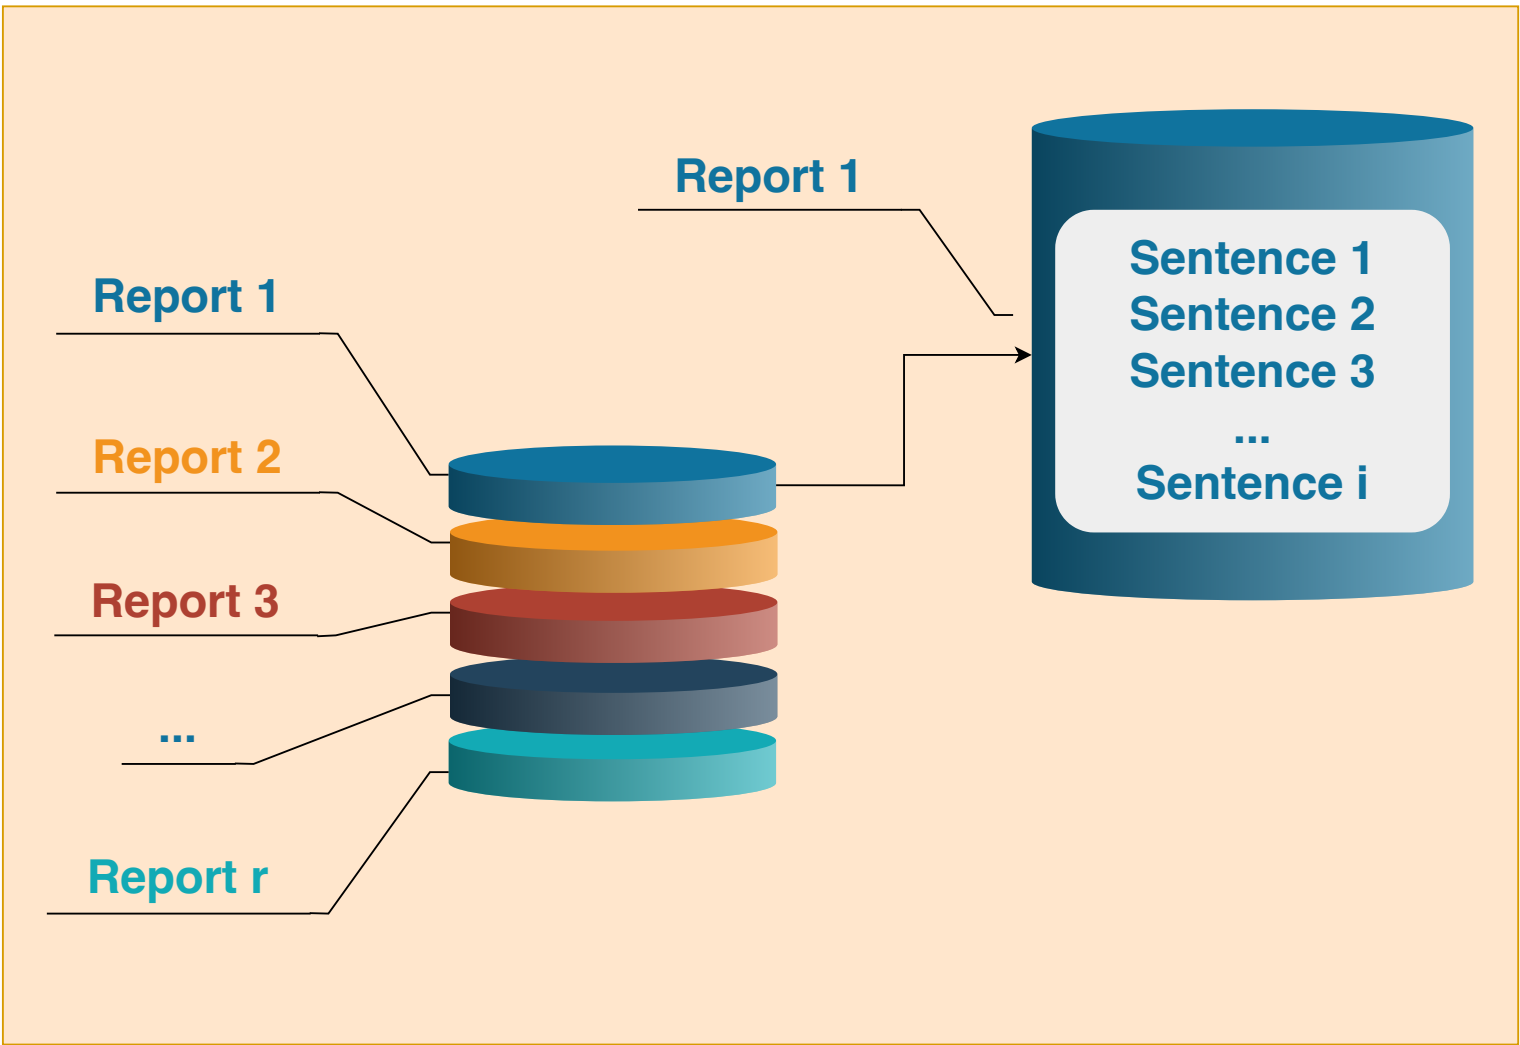 Report 1
Report 2
Report 3
...
Report r
Report 1
Sentence 1
Sentence 2
Sentence 3
...
Sentence i